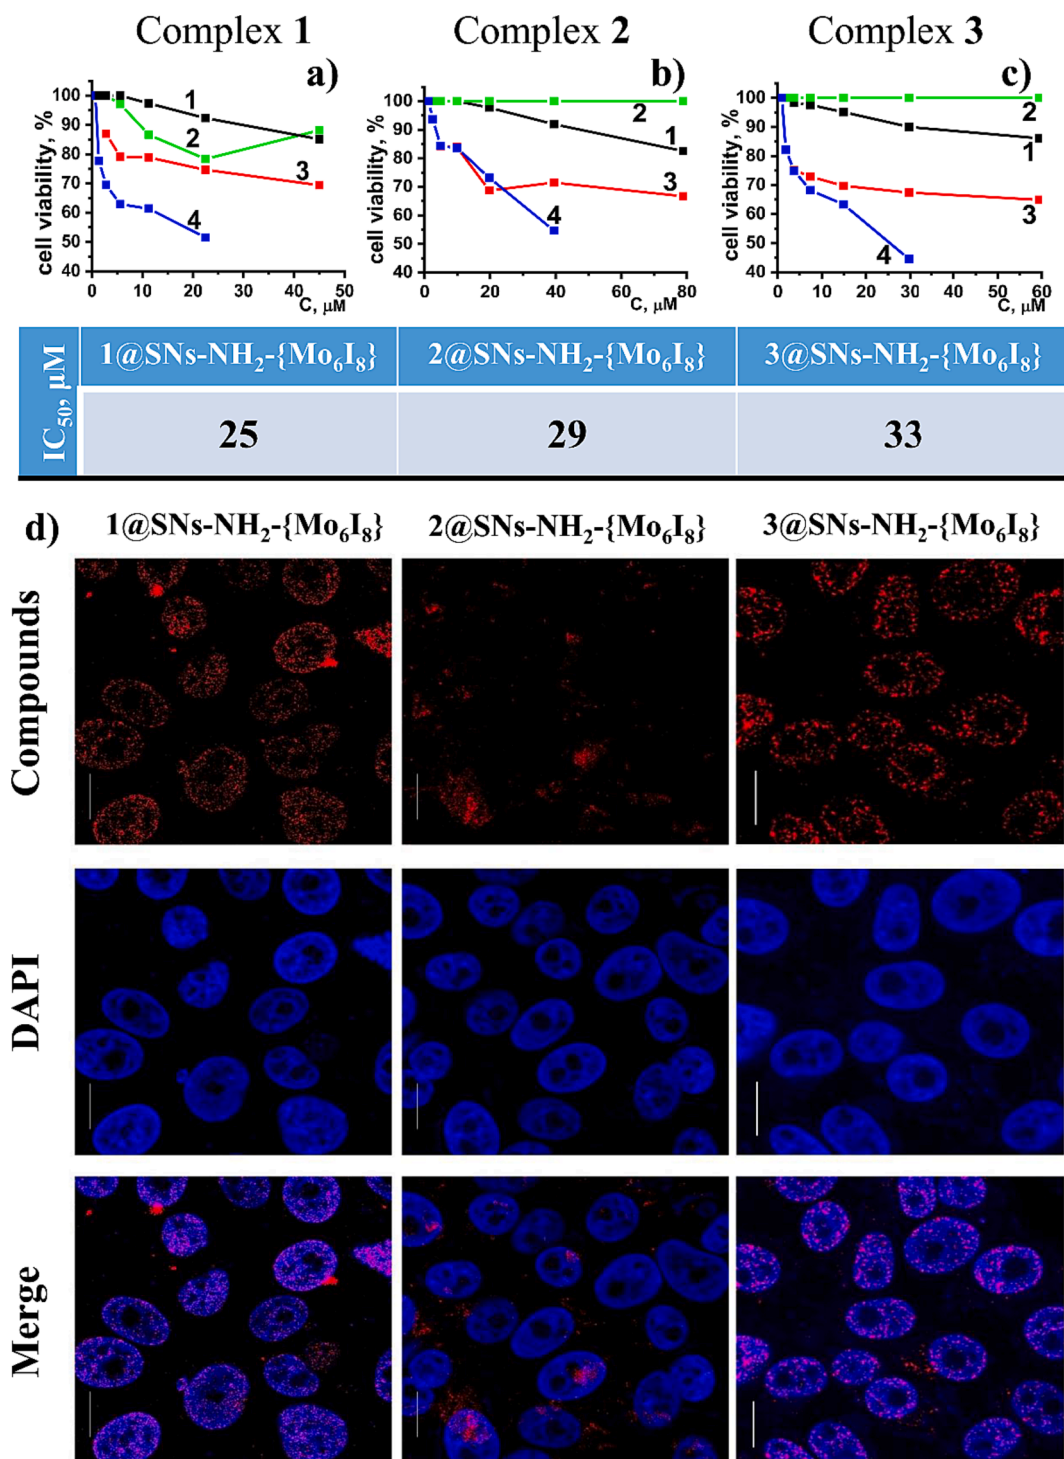 Complex 1 Complex 2 Complex 3
a) b) c)
cell viability, %
100
90
80
70
60
50
40
0 10 20 30 40 50
C, μM
1
2
3
4
cell viability, %
100
90
80
70
60
50
40
0 20 40 60 80
C, μM
2
1
3
4
cell viability, %
100
90
80
70
60
50
40
0 10 20 30 40 50 60
C, μM
2
1
3
4
IC₅₀, μM
1@SNs-NH₂-{Mo₆I₈} 2@SNs-NH₂-{Mo₆I₈} 3@SNs-NH₂-{Mo₆I₈}
25 29 33
d) 1@SNs-NH₂-{Mo₆I₈} 2@SNs-NH₂-{Mo₆I₈} 3@SNs-NH₂-{Mo₆I₈}
Compounds
DAPI
Merge